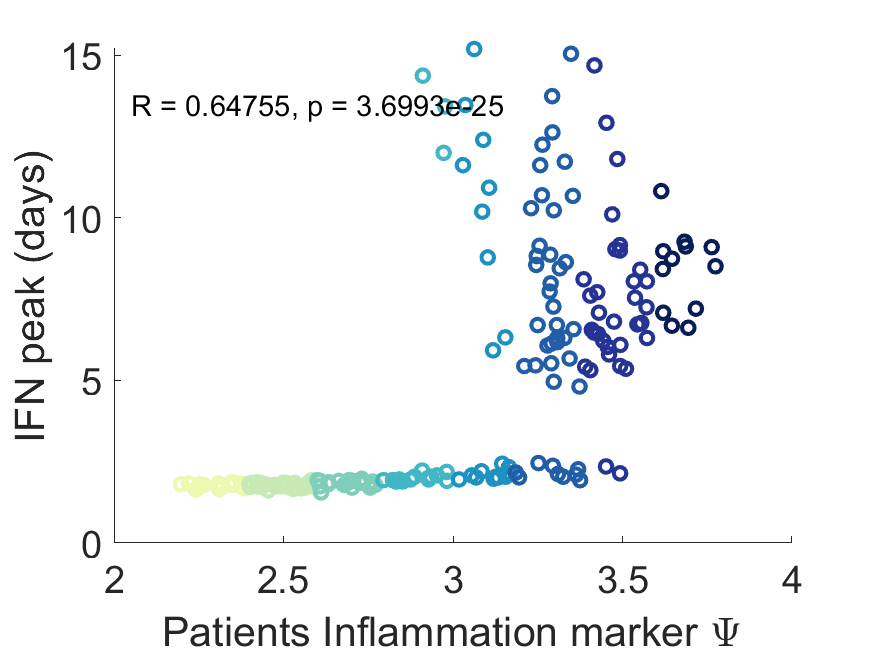 15
R = 0.64755, p = 3.6993e-25
10
5
0
IFN peak (days)
2 2.5 3 3.5 4
Patients Inflammation marker Ψ